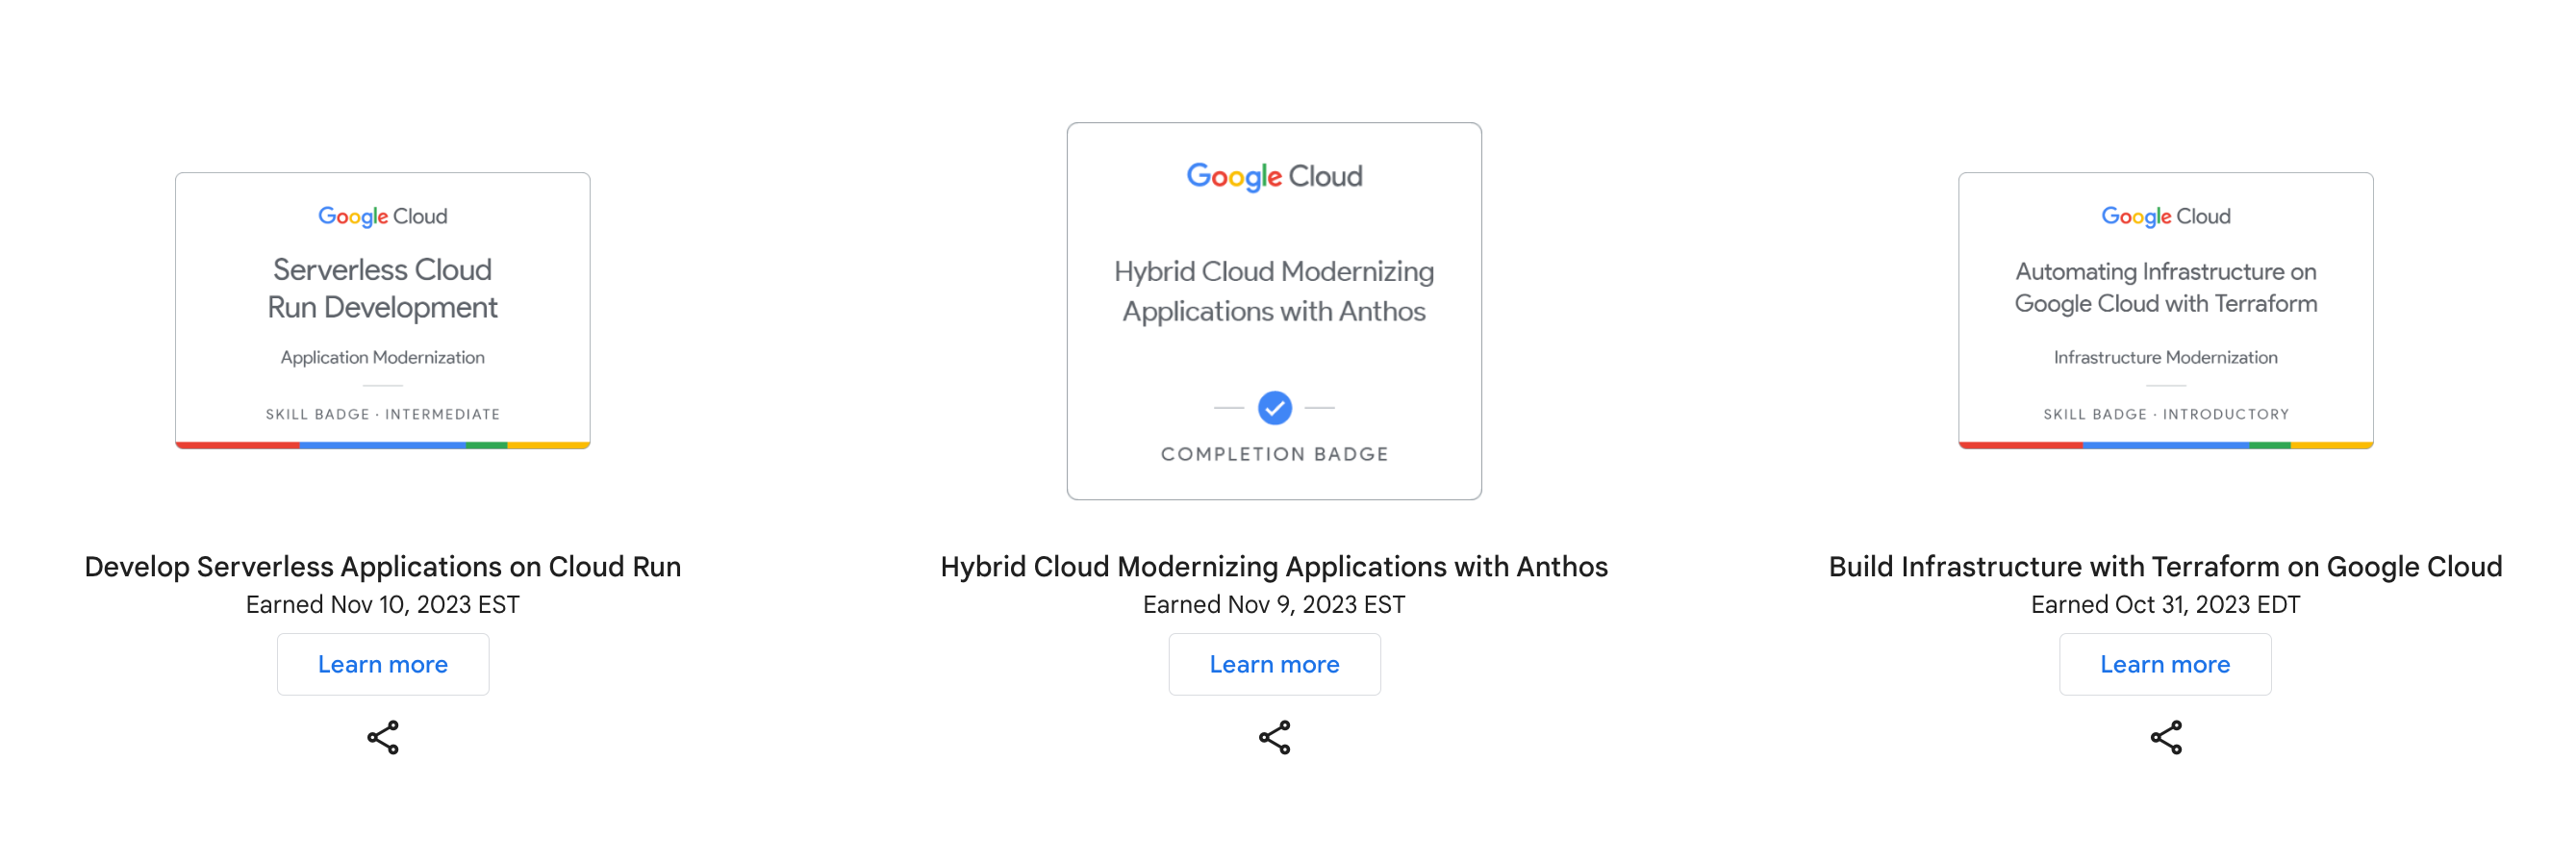 Google Cloud
Serverless Cloud
Run Development
Application Modernization
SKILL BADGE · INTERMEDIATE
Develop Serverless Applications on Cloud Run
Earned Nov 10, 2023 EST
Learn more
Google Cloud
Hybrid Cloud Modernizing
Applications with Anthos
COMPLETION BADGE
Hybrid Cloud Modernizing Applications with Anthos
Earned Nov 9, 2023 EST
Learn more
Google Cloud
Automating Infrastructure on
Google Cloud with Terraform
Infrastructure Modernization
SKILL BADGE · INTRODUCTORY
Build Infrastructure with Terraform on Google Cloud
Earned Oct 31, 2023 EDT
Learn more